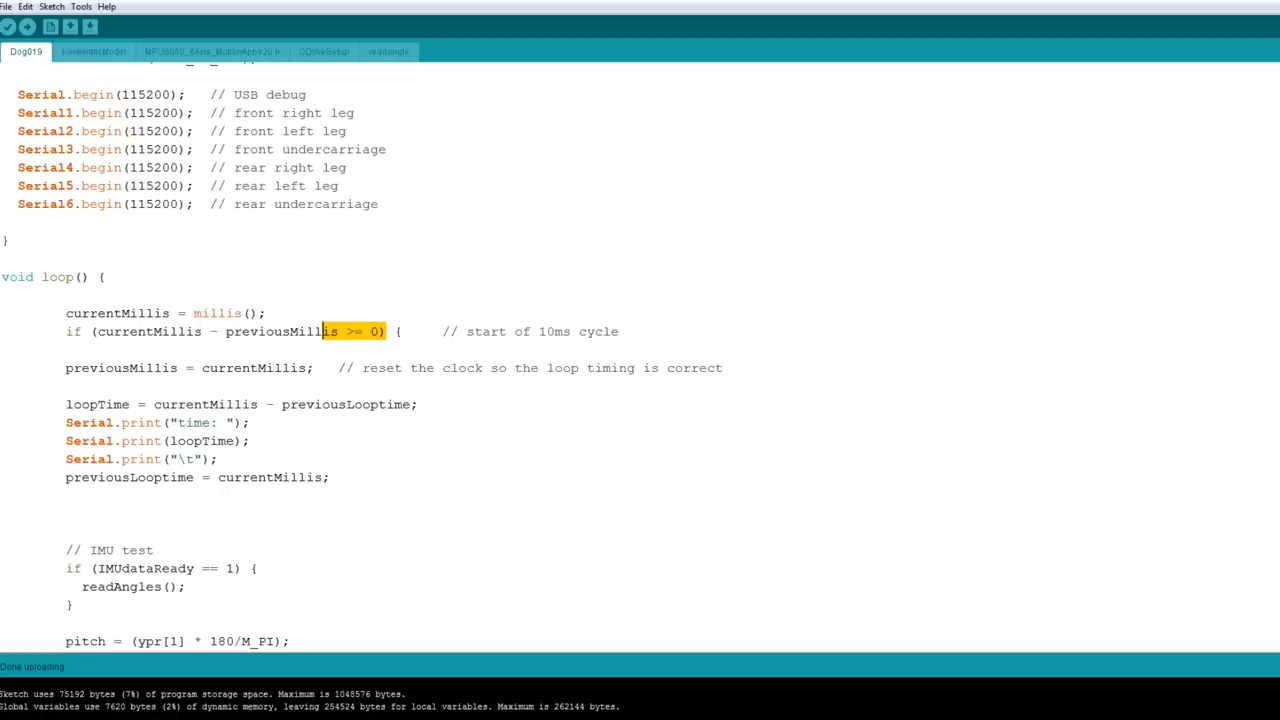 File Edit Sketch Tools Help
Dog019 KinematicModel MPU6050_6Axis_MotionApps20.h ODriveSetup readangle
Serial.begin(115200); // USB debug
Serial1.begin(115200); // front right leg
Serial2.begin(115200); // front left leg
Serial3.begin(115200); // front undercarriage
Serial4.begin(115200); // rear right leg
Serial5.begin(115200); // rear left leg
Serial6.begin(115200); // rear undercarriage
}
void loop() {
currentMillis = millis();
if (currentMillis - previousMillis >= 0) { // start of 10ms cycle
previousMillis = currentMillis; // reset the clock so the loop timing is correct
loopTime = currentMillis - previousLooptime;
Serial.print("time: ");
Serial.print(loopTime);
Serial.print("\t");
previousLooptime = currentMillis;
// IMU test
if (IMUdataReady == 1) {
readAngles();
}
pitch = (ypr[1] * 180/M_PI);
Done uploading.
Sketch uses 75192 bytes (7%) of program storage space. Maximum is 1048576 bytes.
Global variables use 7620 bytes (2%) of dynamic memory, leaving 254524 bytes for local variables. Maximum is 262144 bytes.